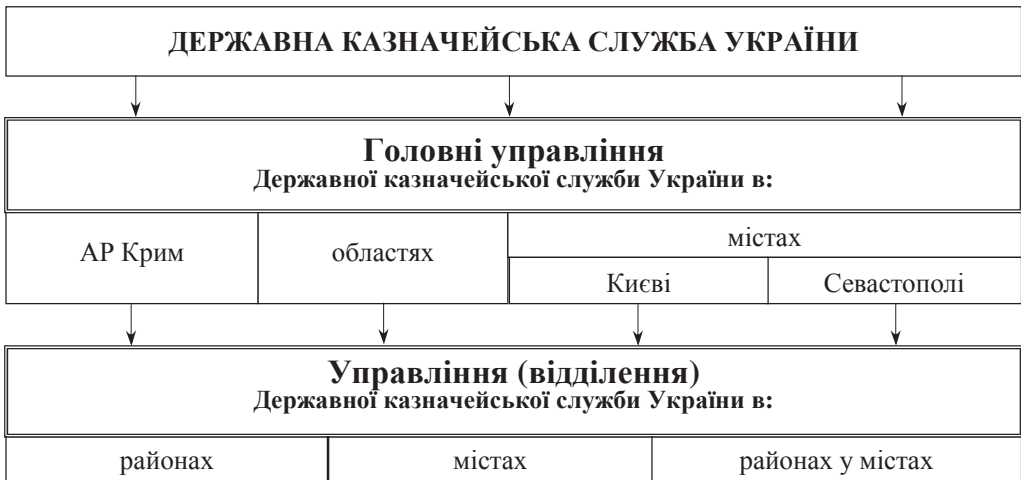 ДЕРЖАВНА КАЗНАЧЕЙСЬКА СЛУЖБА УКРАЇНИ
Головні управління
Державної казначейської служби України в:
АР Крим
областях
містах
Києві
Севастополі
Управління (відділення)
Державної казначейської служби України в:
районах
містах
районах у містах